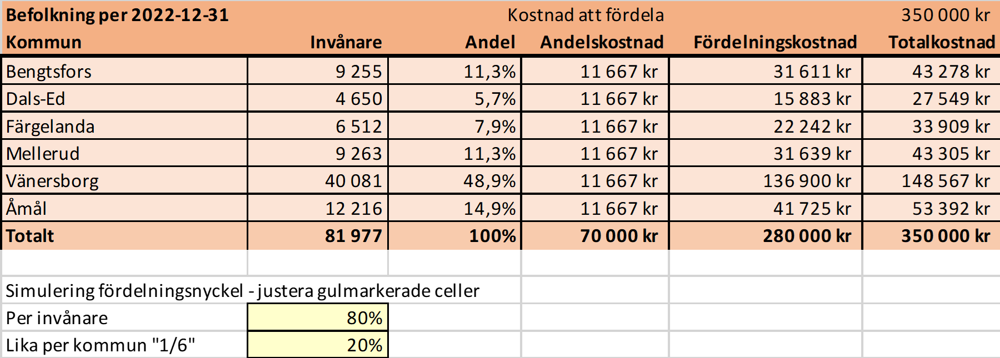 Befolkning per 2022-12-31 Kostnad att fördela 350 000 kr
Kommun Invånare Andel Andelskostnad Fördelningskostnad Totalkostnad
Bengtsfors 9 255 11,3% 11 667 kr 31 611 kr 43 278 kr
Dals-Ed 4 650 5,7% 11 667 kr 15 883 kr 27 549 kr
Färgelanda 6 512 7,9% 11 667 kr 22 242 kr 33 909 kr
Mellerud 9 263 11,3% 11 667 kr 31 639 kr 43 305 kr
Vänersborg 40 081 48,9% 11 667 kr 136 900 kr 148 567 kr
Åmål 12 216 14,9% 11 667 kr 41 725 kr 53 392 kr
Totalt 81 977 100% 70 000 kr 280 000 kr 350 000 kr
Simulering fördelningsnyckel - justera gulmarkerade celler
Per invånare 80%
Lika per kommun "1/6" 20%